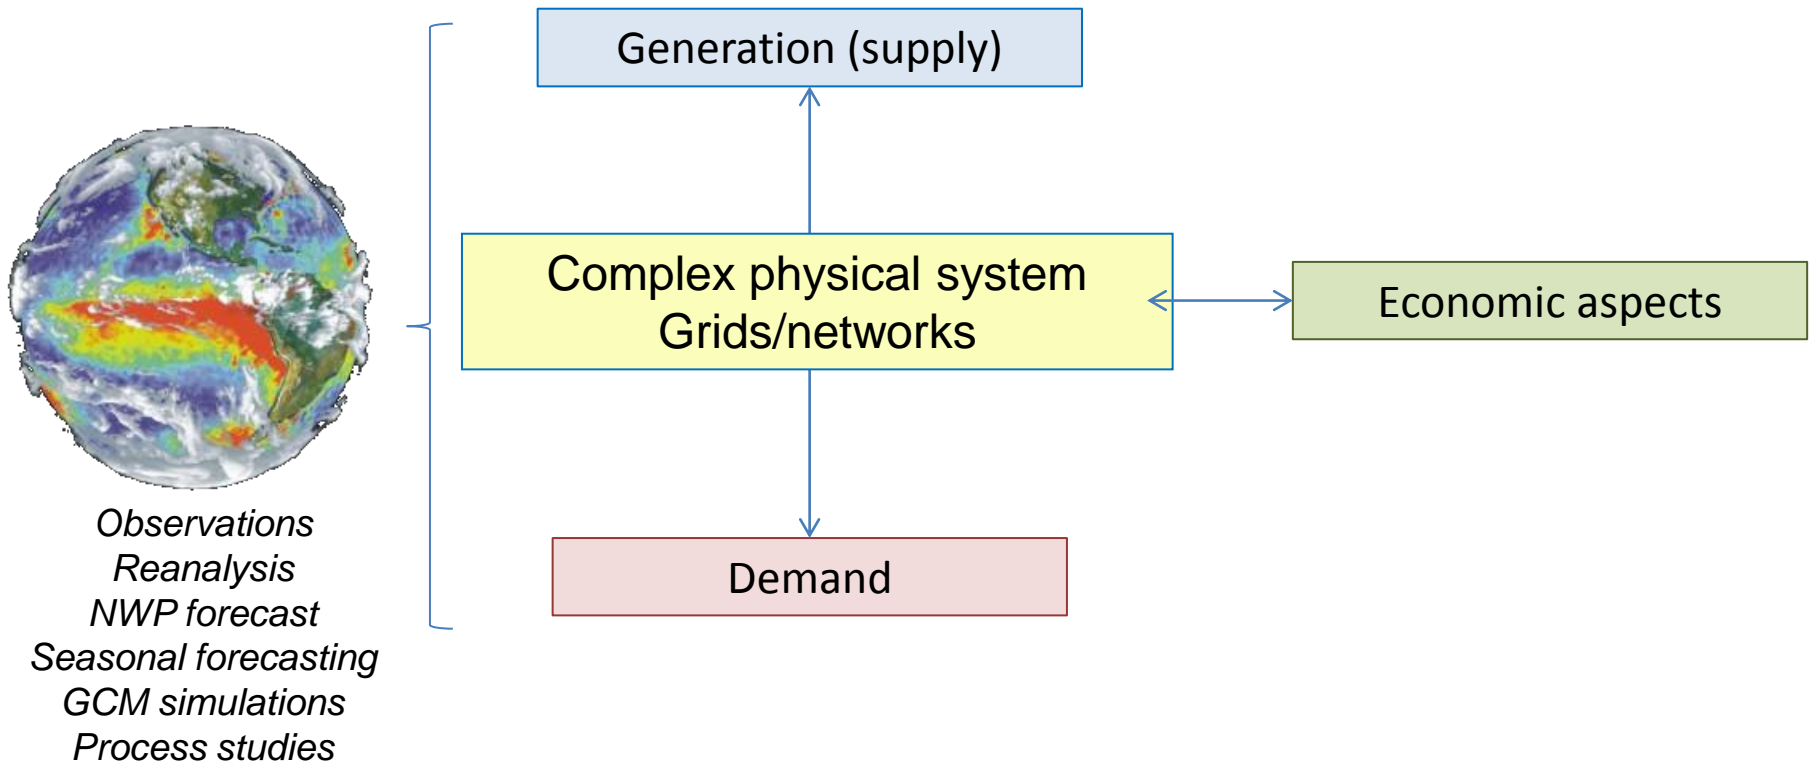 Generation (supply)
Complex physical system
Grids/networks
Economic aspects
Demand
Observations
Reanalysis
NWP forecast
Seasonal forecasting
GCM simulations
Process studies